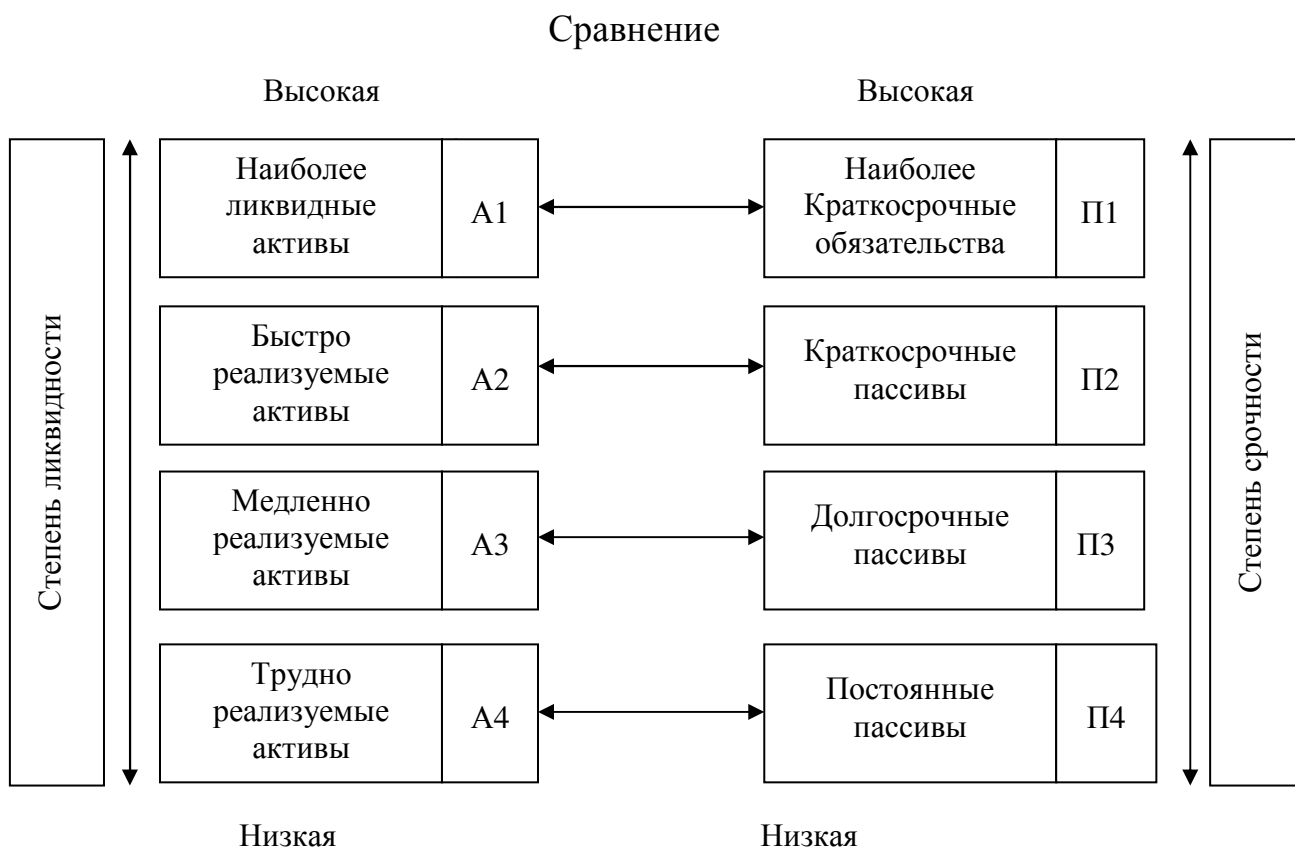 Сравнение
Высокая
Высокая
Степень ликвидности
Наиболее
ликвидные
активы
А1
Наиболее
Краткосрочные
обязательства
П1
Быстро
реализуемые
активы
А2
Краткосрочные
пассивы
П2
Медленно
реализуемые
активы
А3
Долгосрочные
пассивы
П3
Трудно
реализуемые
активы
А4
Постоянные
пассивы
П4
Степень срочности
Низкая
Низкая